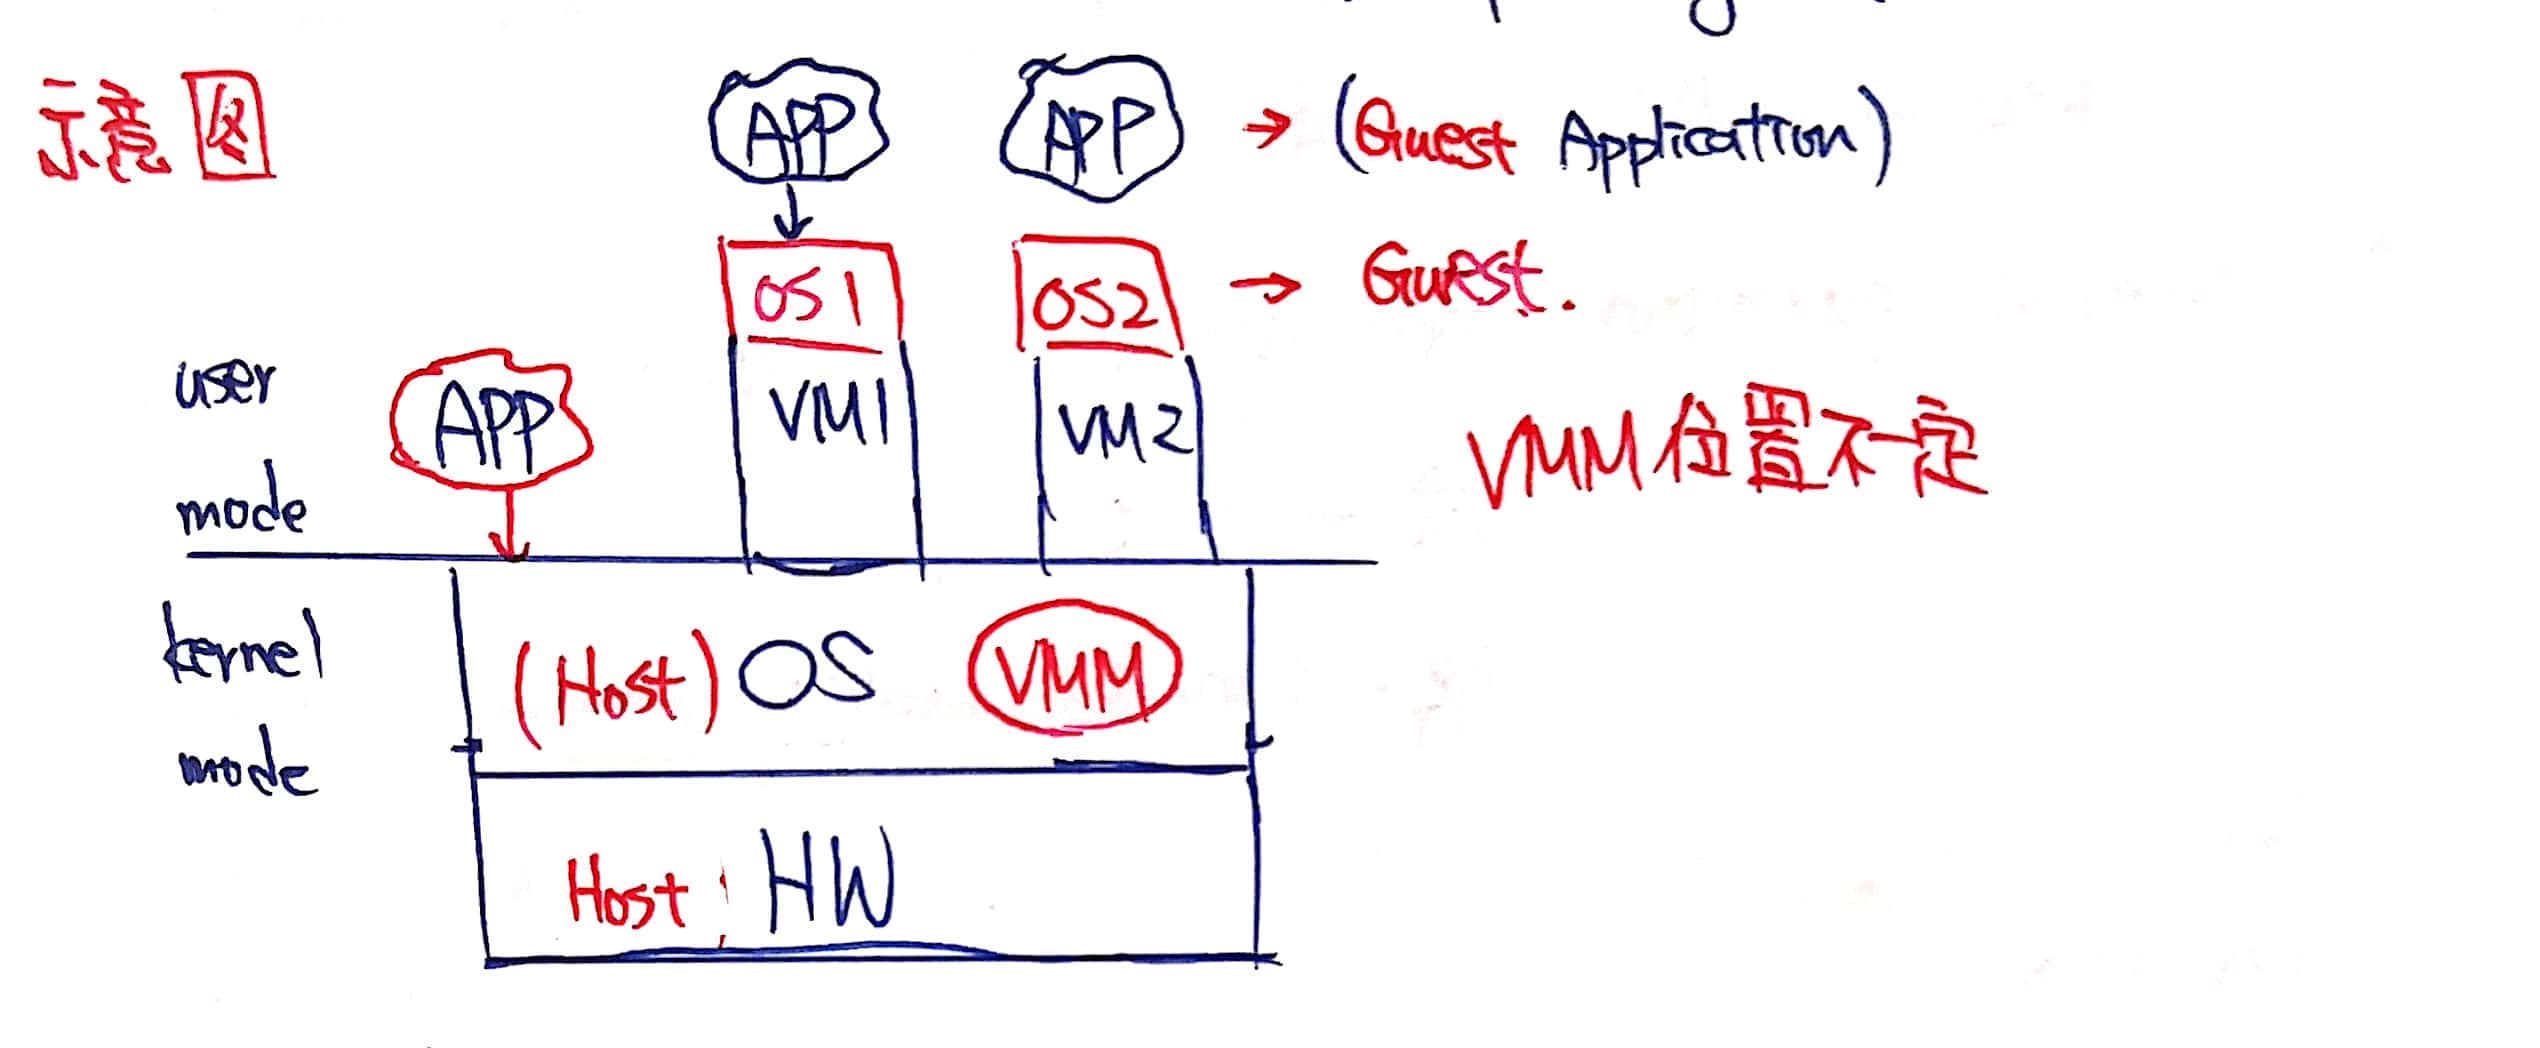 示意图
APP APP → (Guest Application)
OS1 OS2 → Guest.
user
mode
APP
VM1 VM2
VMM位置不一定
kernel
mode
(Host) OS VMM
Host HW